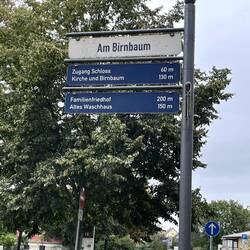 Am Birnbaum
Zugang Schloss 60 m
Kirche und Birnbaum 130 m
Familienfriedhof 200 m
Altes Waschhaus 150 m